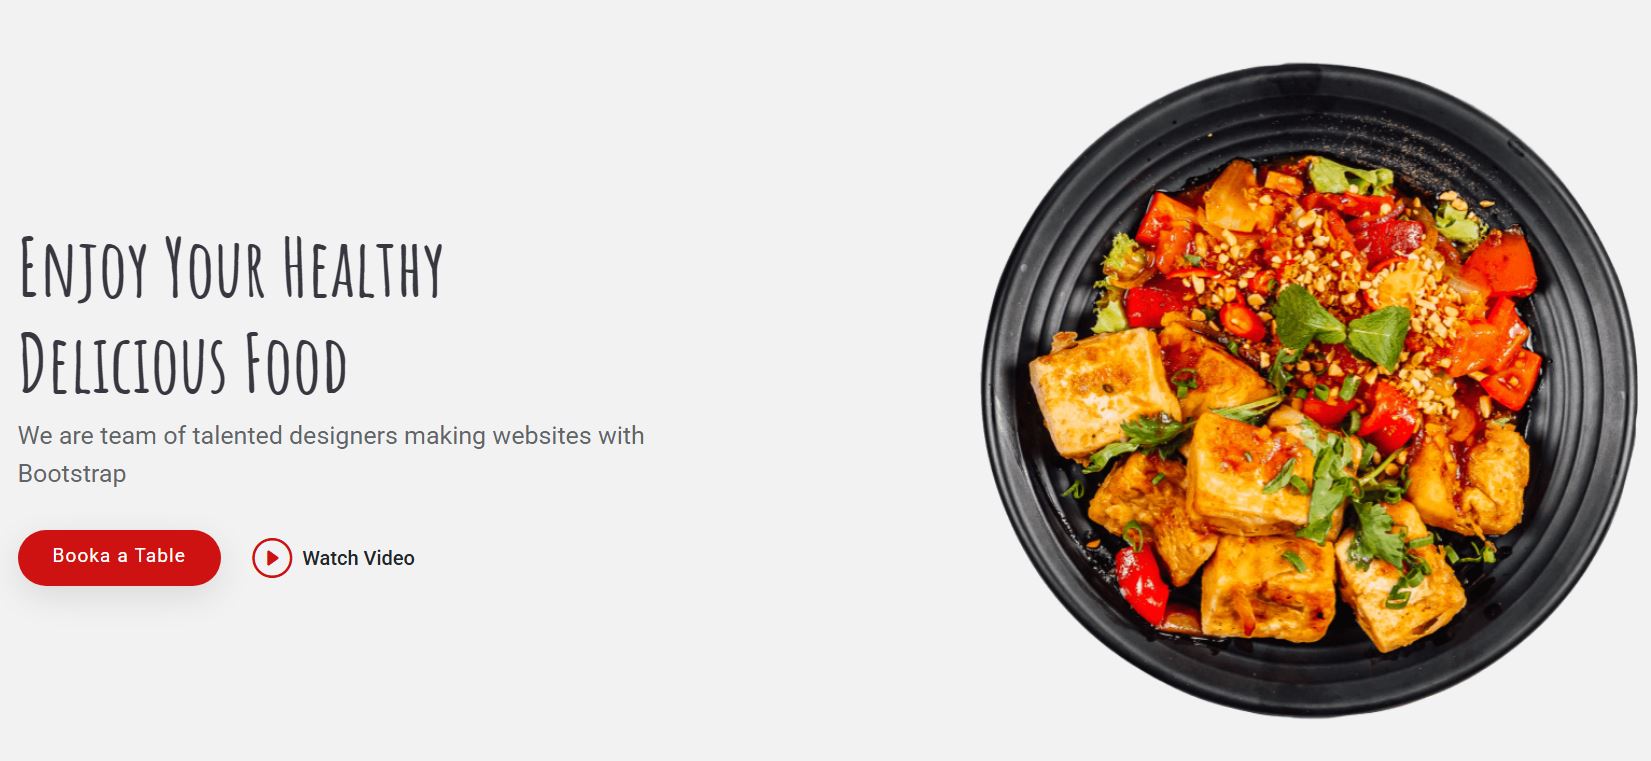 Enjoy Your Healthy
Delicious Food
We are team of talented designers making websites with
Bootstrap
Booka a Table
Watch Video